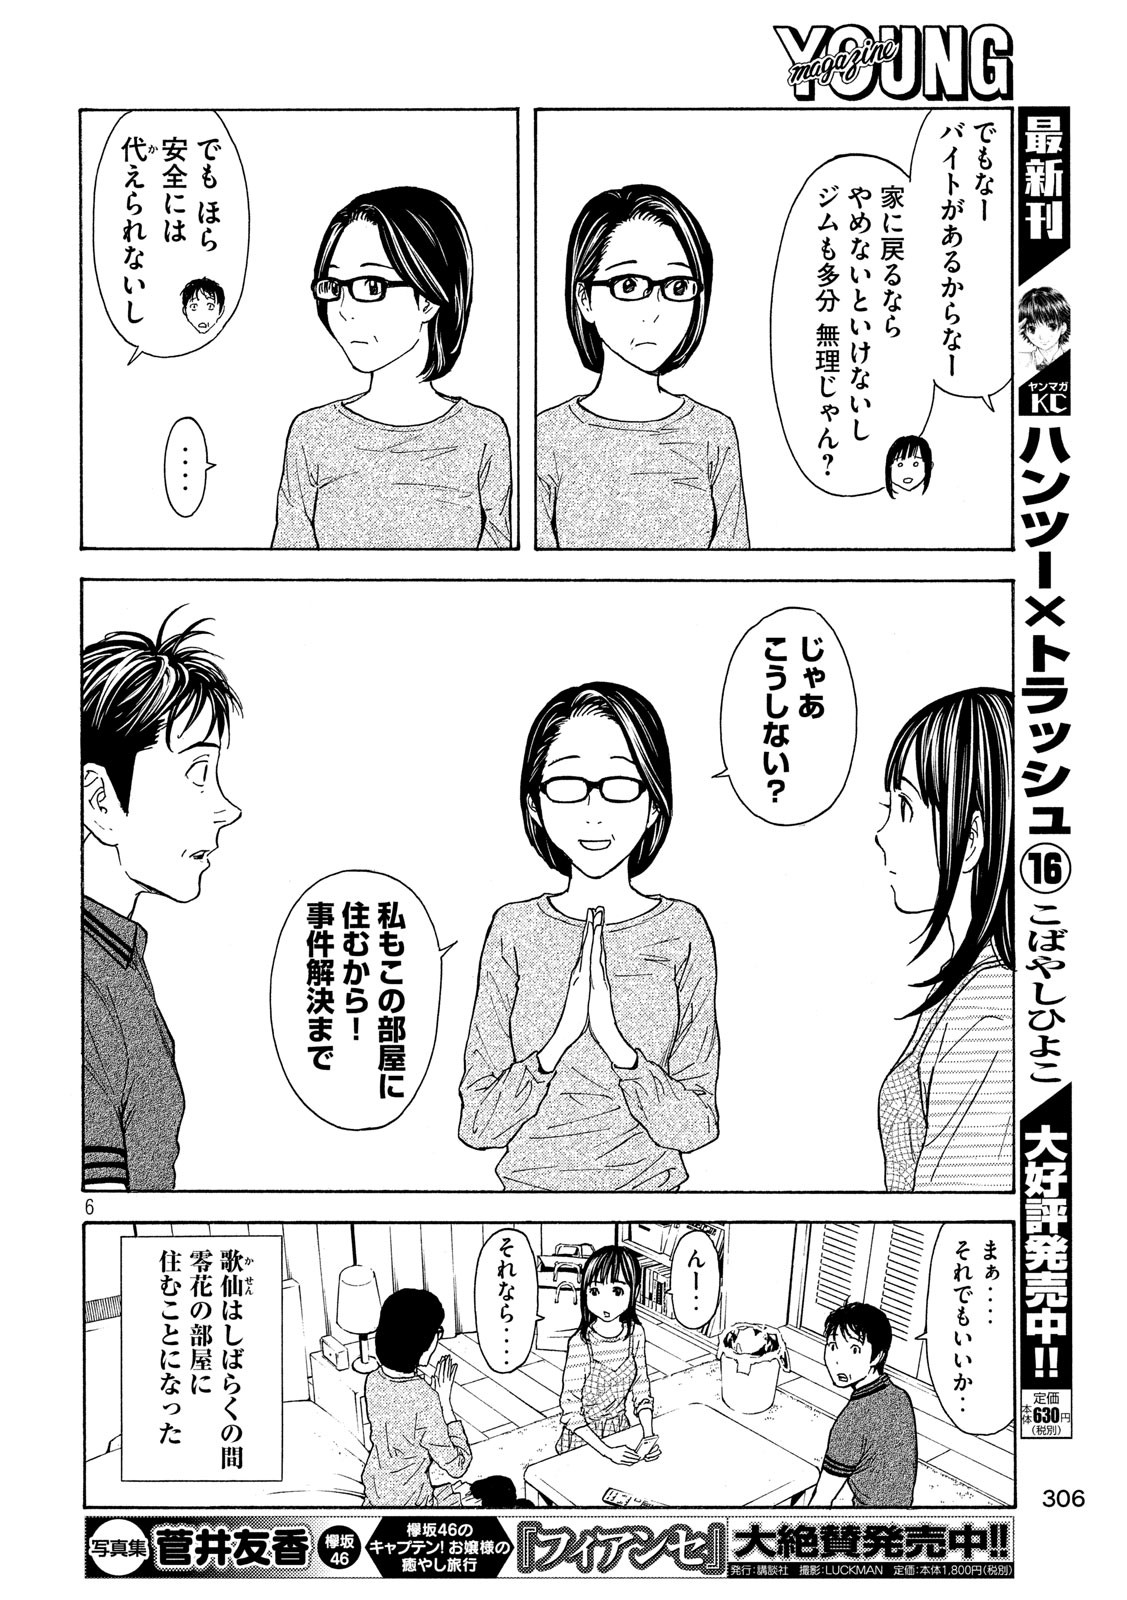 YOUNG
magazine
でもなー
バイトがあるからなー
家に戻るなら
やめないといけないし
ジムも多分 無理じゃん?
でも ほら
安全には
代えられないし
か
‥‥
じゃあ
こうしない?
私もこの部屋に
住むから!
事件解決まで
6
まぁ‥‥
それでもいいか‥
んー‥
それなら‥‥
歌仙はしばらくの間
かせん
零花の部屋に
住むことになった
最新刊
ヤンマガ
KC
ハンツー×トラッシュ
16
こばやしひよこ
大好評発売中!!
定価
本体630円
(税別)
306
写真集
菅井友香
欅坂
46
欅坂46の
キャプテン!お嬢様の
癒やし旅行
『フィアンセ』
大絶賛発売中!!
発行:講談社 撮影:LUCKMAN 定価:本体1,800円(税別)